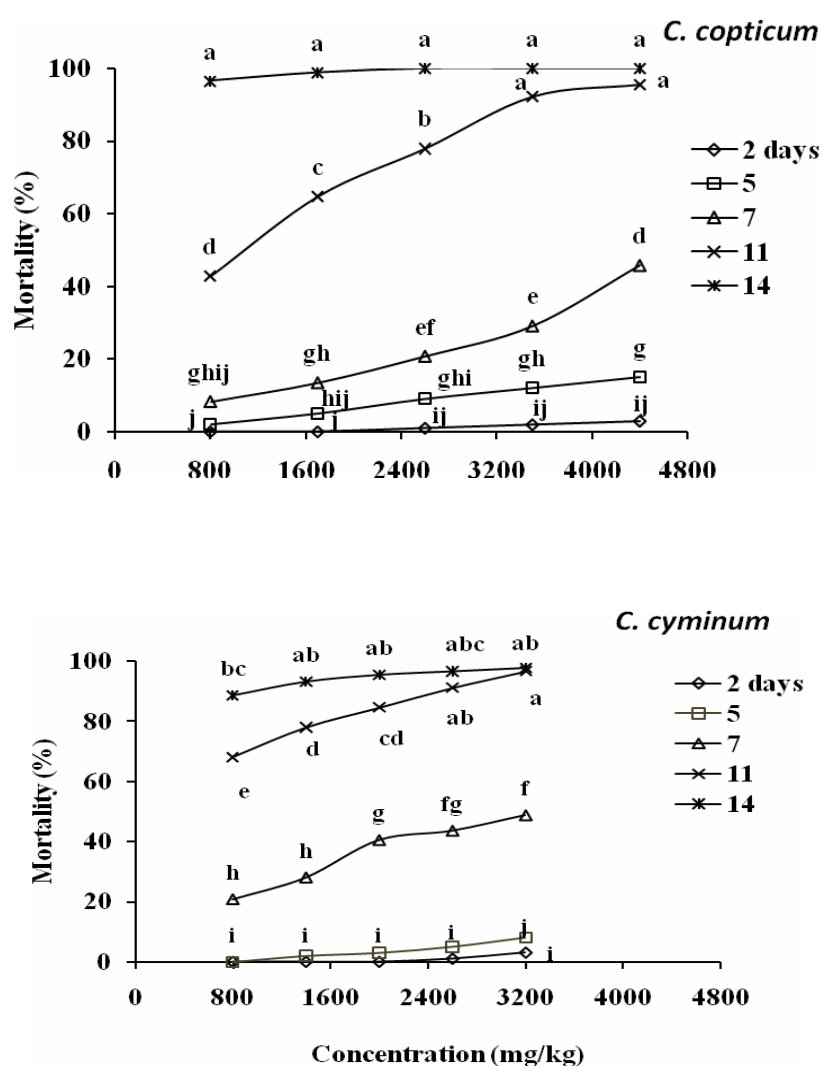 C. copticum
a a a a a
100
a a
80
b
c
2 days
5
60
Mortality (%)
d d
7
11
40
e
14
ef
20
ghij gh ghi gh g
j hij j ij ij ij
0
0 800 1600 2400 3200 4000 4800
C. cyminum
bc ab ab abc ab
100
a
ab
cd
d
e
80
2 days
5
7
11
14
60
Mortality (%)
f
fg
g
40
h h
20
i i i i j
j
0
0 800 1600 2400 3200 4000 4800
Concentration (mg/kg)